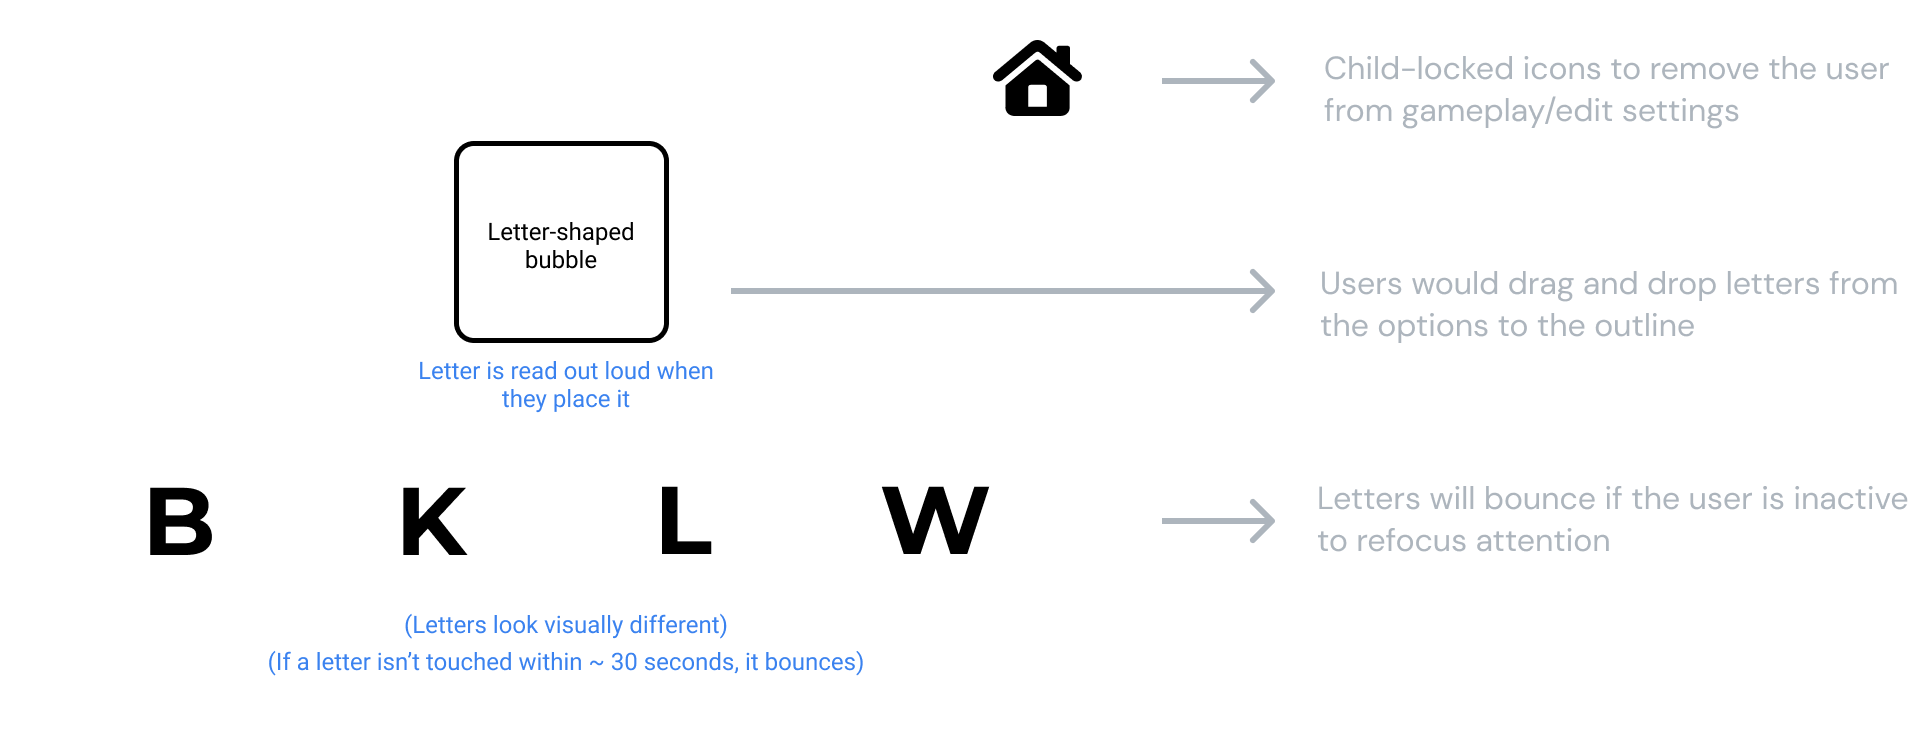 Child-locked icons to remove the user
from gameplay/edit settings
Letter-shaped
bubble
Users would drag and drop letters from
the options to the outline
Letter is read out loud when
they place it
B K L W
Letters will bounce if the user is inactive
to refocus attention
(Letters look visually different)
(If a letter isn’t touched within ~ 30 seconds, it bounces)